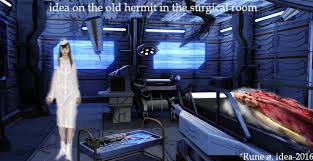 idea on the old hermit in the surgical room
'Rune ø. idea-2016